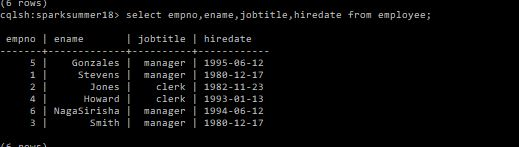 (6 rows)
cqlsh:sparksummer18> select empno,ename,jobtitle,hiredate from employee;
empno | ename | jobtitle | hiredate
-------+-------------+----------+------------
5 | Gonzales | manager | 1995-06-12
1 | Stevens | manager | 1980-12-17
2 | Jones | clerk | 1982-11-23
4 | Howard | clerk | 1993-01-13
6 | NagaSirisha | manager | 1994-06-12
3 | Smith | manager | 1980-12-17
(6 rows)